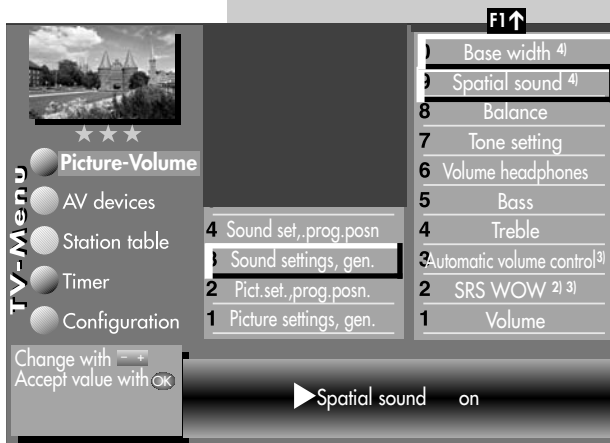 F1↑
TV-Menu
Picture-Volume
AV devices
Station table
Timer
Configuration
4 Sound set,.prog.posn
3 Sound settings, gen.
2 Pict.set.,prog.posn.
1 Picture settings, gen.
0 Base width 4)
9 Spatial sound 4)
8 Balance
7 Tone setting
6 Volume headphones
5 Bass
4 Treble
3 Automatic volume control3)
2 SRS WOW 2) 3)
1 Volume
Change with - +
Accept value with OK
Spatial sound on